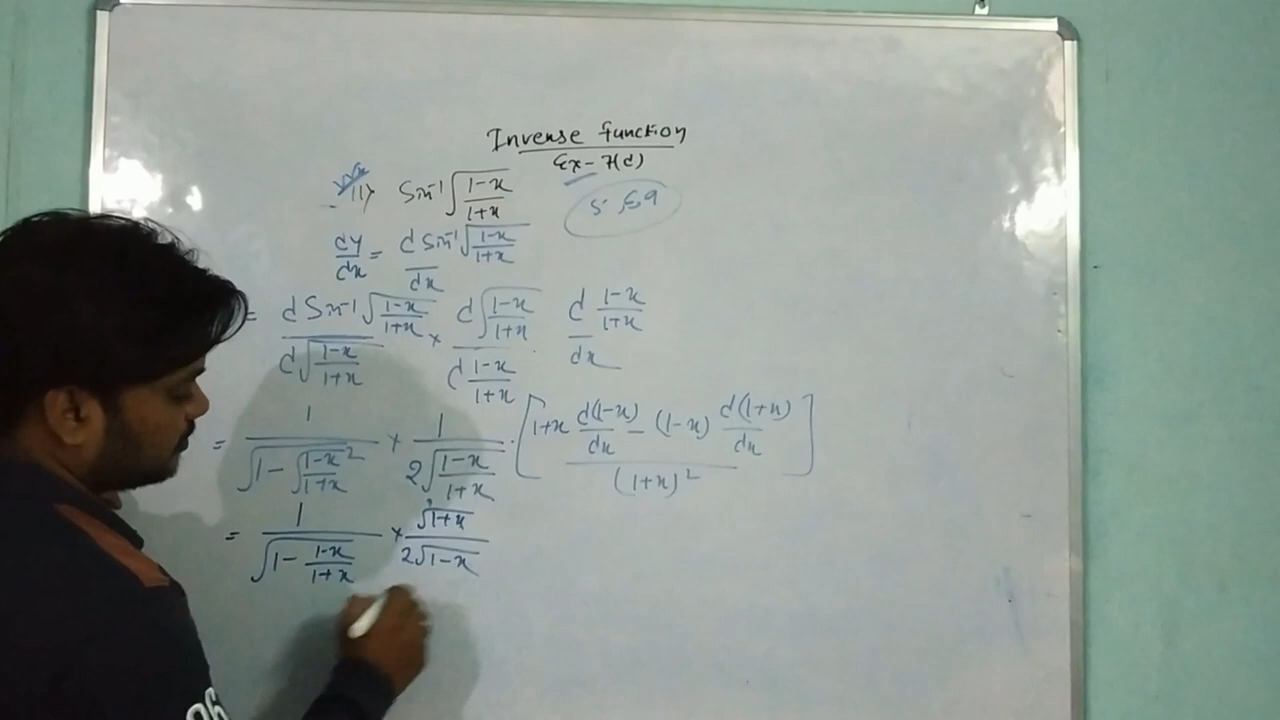 Invense function
Ex-7(d)
11> Sin⁻¹√((1-x)/(1+x))
dy/dx = d Sin⁻¹√((1-x)/(1+x)) / dx
= d Sin⁻¹√((1-x)/(1+x)) / d√((1-x)/(1+x)) × d√((1-x)/(1+x)) / d((1-x)/(1+x)) . d/dx (1-x)/(1+x)
= 1/√(1-√((1-x)/(1+x))²) × 1/(2√((1-x)/(1+x))) . [(1+x d(1-x)/dx - (1-x) d(1+x)/dx) / (1+x)²]
= 1/√(1-(1-x)/(1+x)) × √(1+x)/(2√(1-x))
06